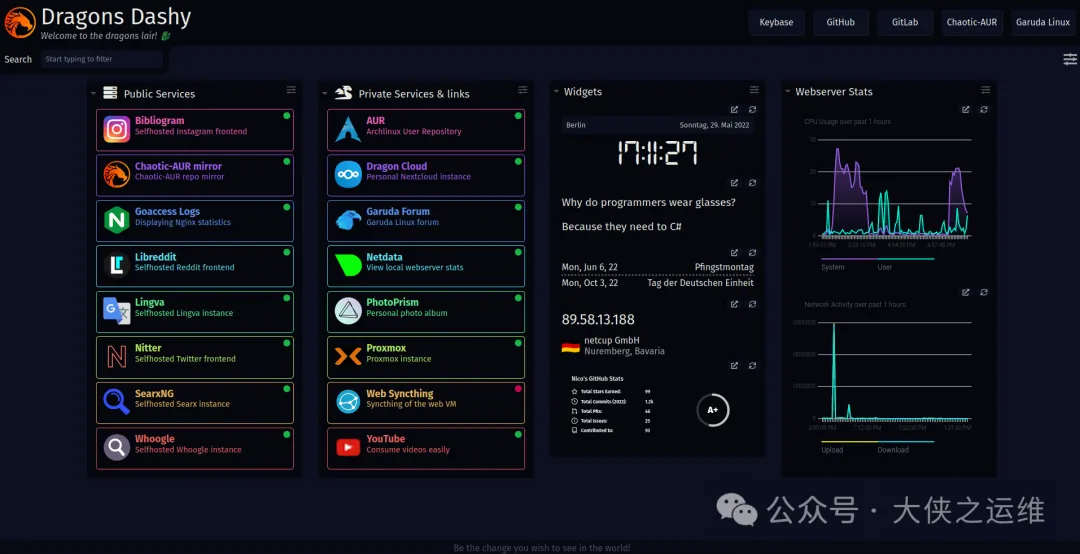 Dragons Dashy
Welcome to the dragons lair!
Keybase
GitHub
GitLab
Chaotic-AUR
Garuda Linux
Search
Start typing to filter
Public Services
Bibliogram
Selfhosted Instagram frontend
Chaotic-AUR mirror
Chaotic-AUR repo mirror
Goaccess Logs
Displaying Nginx statistics
Libreddit
Selfhosted Reddit frontend
Lingva
Selfhosted Lingva instance
Nitter
Selfhosted Twitter frontend
SearxNG
Selfhosted Searx instance
Whoogle
Selfhosted Whoogle instance
Private Services & links
AUR
Archlinux User Repository
Dragon Cloud
Personal Nextcloud instance
Garuda Forum
Garuda Linux forum
Netdata
View local webserver stats
PhotoPrism
Personal photo album
Proxmox
Proxmox instance
Web Syncthing
Syncthing of the web VM
YouTube
Consume videos easily
Widgets
Berlin
Sonntag, 29. Mai 2022
17:11:27
Why do programmers wear glasses?
Because they need to C#
Mon, Jun 6, 22 Pfingstmontag
Mon, Oct 3, 22 Tag der Deutschen Einheit
89.58.13.188
netcup GmbH
Nuremberg, Bavaria
Nico's GitHub Stats
Total Stars Earned: 99
Total Commits (2022): 1.2k
Total PRs: 46
Total Issues: 25
Contributed to: 93
A+
Webserver Stats
CPU Usage over past 1 hours
System
User
Network Activity over past 1 hours
Upload
Download
公众号 · 大侠之运维
Be the change you wish to see in the world!